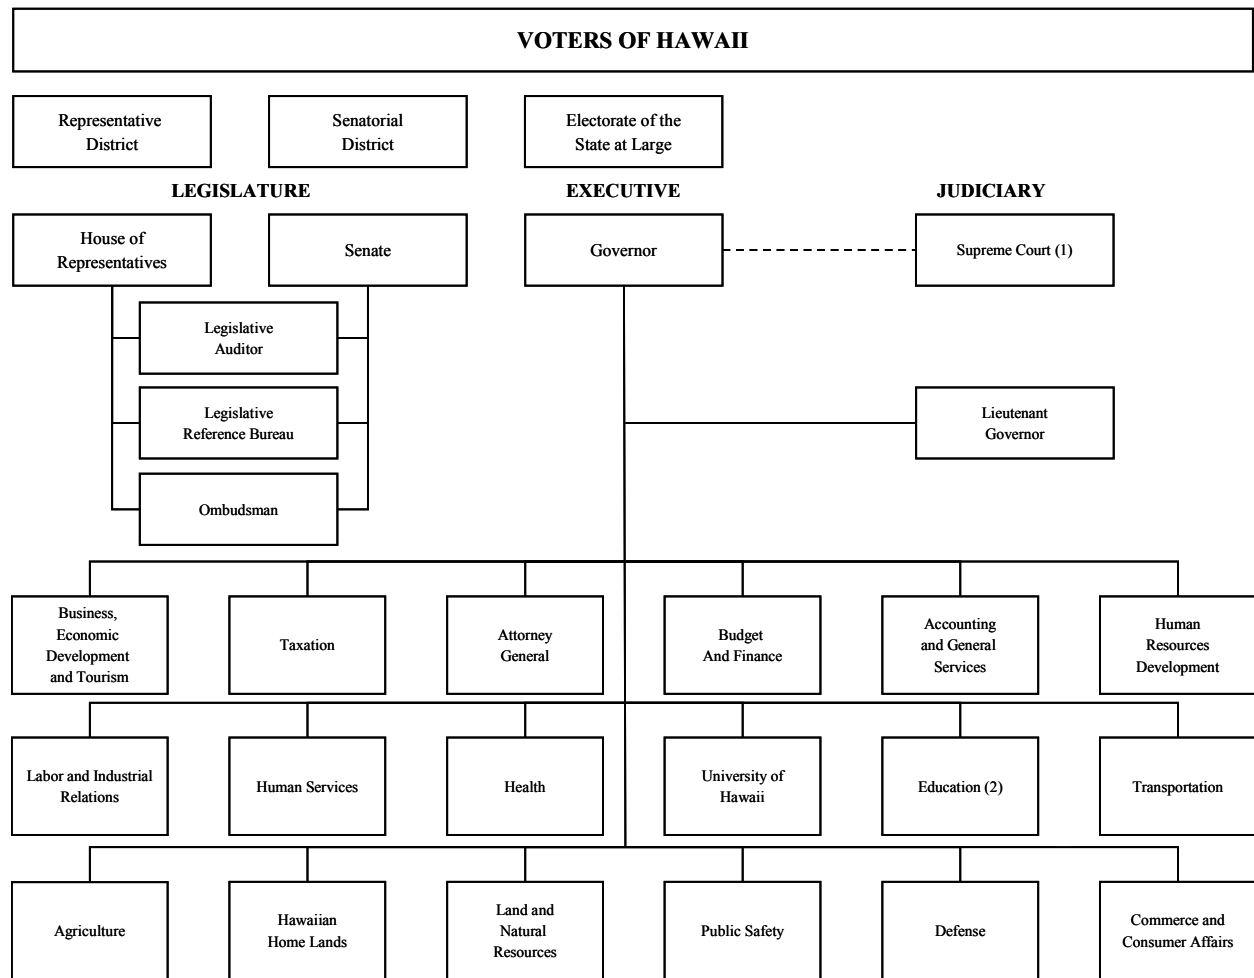 VOTERS OF HAWAII
Representative
District
Senatorial
District
Electorate of the
State at Large
LEGISLATURE
EXECUTIVE
JUDICIARY
House of
Representatives
Senate
Governor
Supreme Court (1)
Legislative
Auditor
Legislative
Reference Bureau
Ombudsman
Lieutenant
Governor
Business,
Economic
Development
and Tourism
Taxation
Attorney
General
Budget
And Finance
Accounting
and General
Services
Human
Resources
Development
Labor and Industrial
Relations
Human Services
Health
University of
Hawaii
Education (2)
Transportation
Agriculture
Hawaiian
Home Lands
Land and
Natural
Resources
Public Safety
Defense
Commerce and
Consumer Affairs